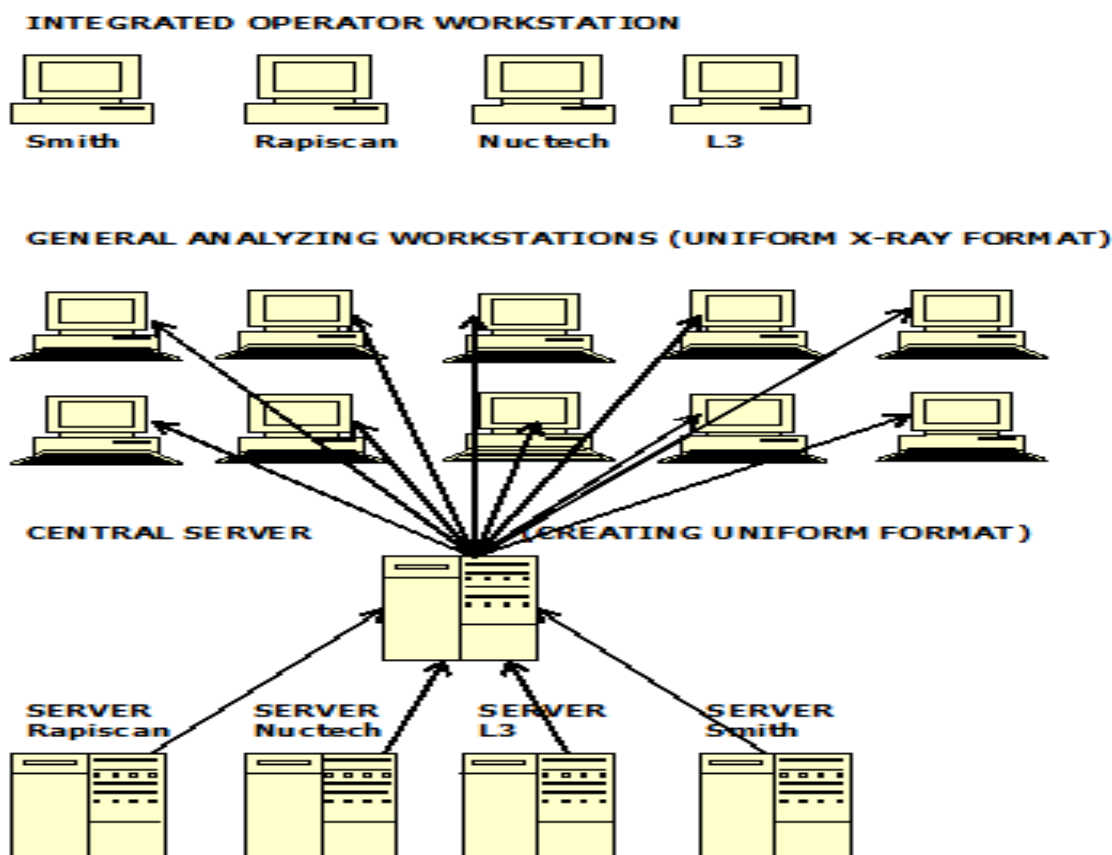 INTEGRATED OPERATOR WORKSTATION
Smith Rapiscan Nuctech L3
GENERAL ANALYZING WORKSTATIONS (UNIFORM X-RAY FORMAT)
CENTRAL SERVER (CREATING UNIFORM FORMAT)
SERVER SERVER SERVER SERVER
Rapiscan Nuctech L3 Smith